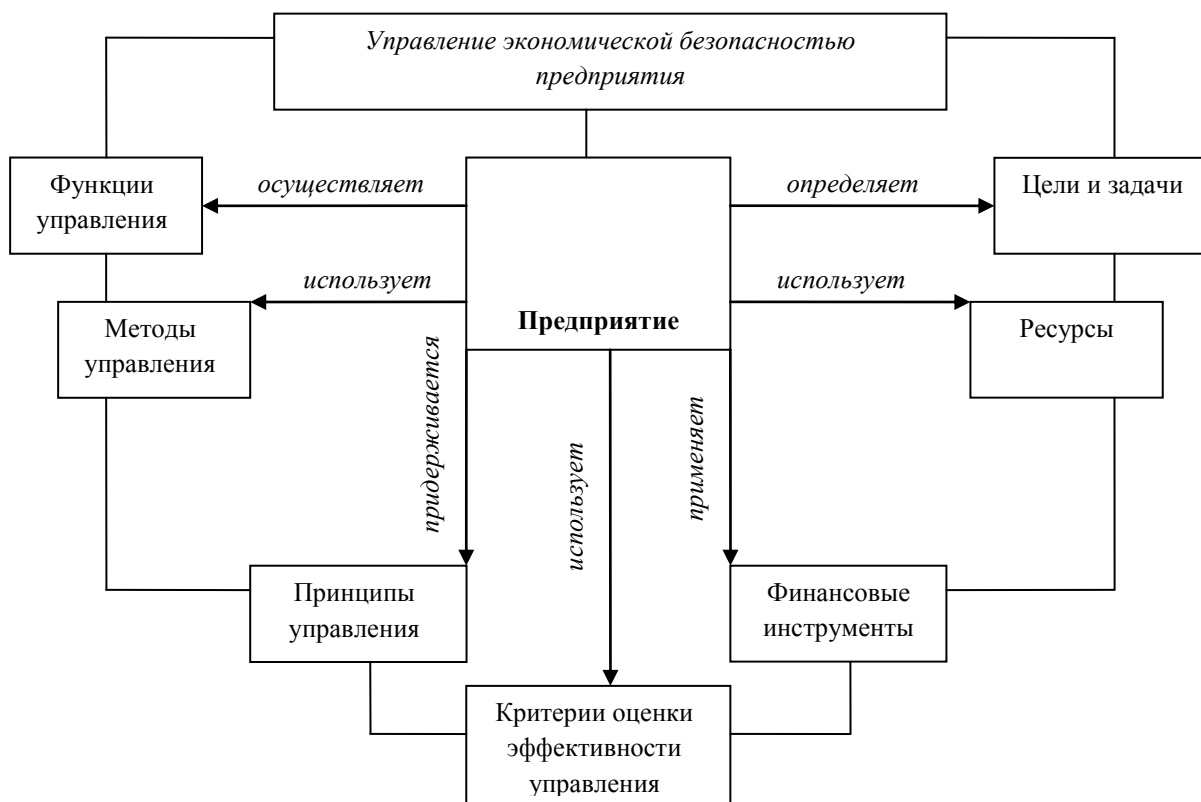 Управление экономической безопасностью
предприятия
Функции
управления
осуществляет
определяет
Цели и задачи
использует
использует
Методы
управления
Предприятие
Ресурсы
придерживается
использует
применяет
Принципы
управления
Финансовые
инструменты
Критерии оценки
эффективности
управления